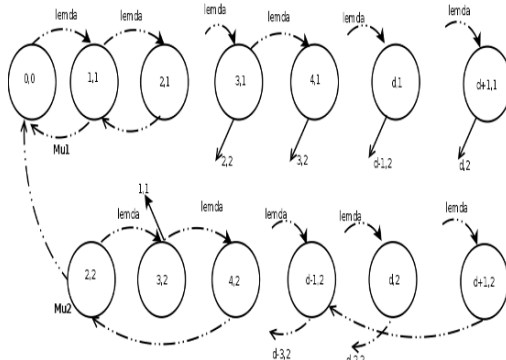 lemda lemda lemda lemda lemda lemda
0,0 1,1 2,1 3,1 4,1 d,1 d+1,1
Mu1
2,2 3,2 d-1,2 d,2
1,1
lemda lemda lemda lemda lemda
2,2 3,2 4,2 d-1,2 d,2 d+1,2
Mu2
d-3,2